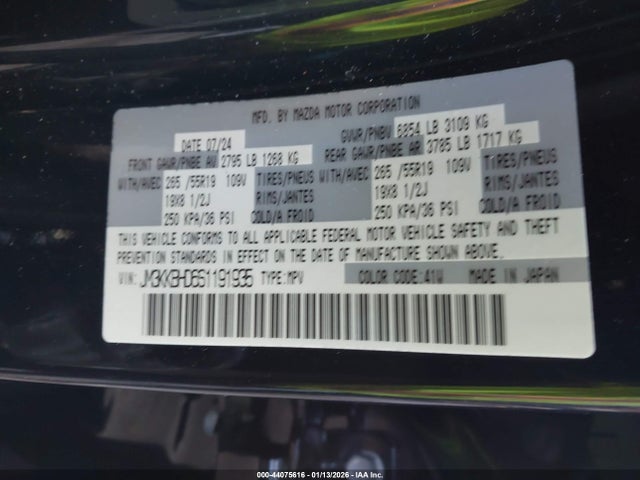 MFD. BY MAZDA MOTOR CORPORATION
DATE 07/24 GVWR/PNBV 6854 LB 3109 KG
FRONT GAWR/PNBE AV 2795 LB 1268 KG REAR GAWR/PNBE AR 3785 LB 1717 KG
WITH/AVEC 265 /55R19 109V TIRES/PNEUS WITH/AVEC 265 /55R19 109V TIRES/PNEUS
19X8 1/2J RIMS/JANTES 19X8 1/2J RIMS/JANTES
250 KPA/36 PSI COLD/A FROID 250 KPA/36 PSI COLD/A FROID
THIS VEHICLE CONFORMS TO ALL APPLICABLE FEDERAL MOTOR VEHICLE SAFETY AND THEFT
PREVENTION STANDARDS IN EFFECT ON THE DATE OF MANUFACTURE SHOWN ABOVE.
VIN: JM3KKBHD8S1191935 TYPE:MPV COLOR CODE:41W MADE IN JAPAN
000-44075616 - 01/13/2026 - IAA Inc.